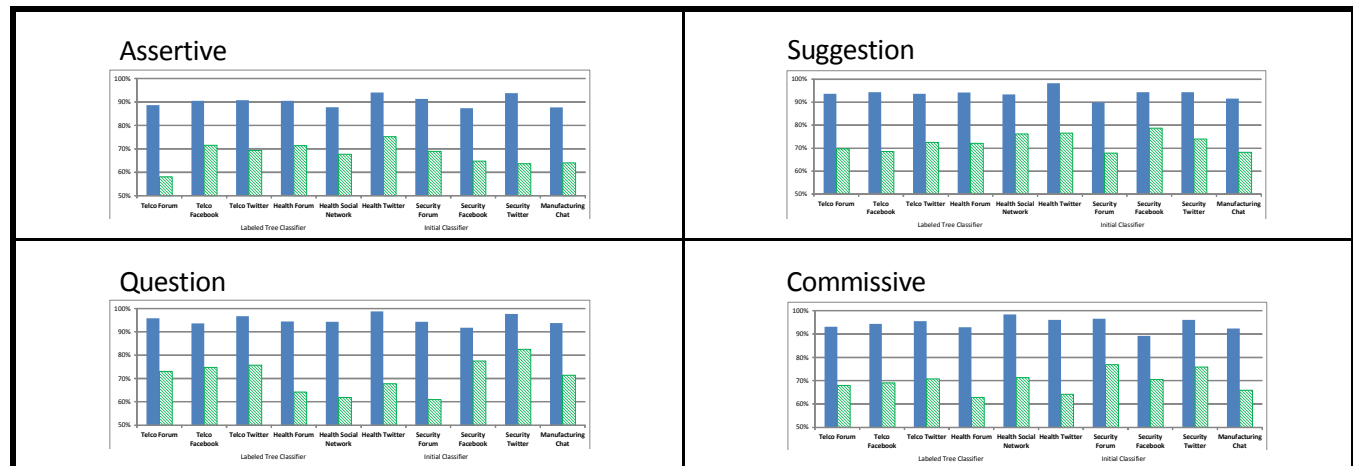 Assertive
100%
90%
80%
70%
60%
50%
Telco Forum Telco Facebook Telco Twitter Health Forum Health Social Network Health Twitter Security Forum Security Facebook Security Twitter Manufacturing Chat
Labeled Tree Classifier Initial Classifier
Suggestion
100%
90%
80%
70%
60%
50%
Telco Forum Telco Facebook Telco Twitter Health Forum Health Social Network Health Twitter Security Forum Security Facebook Security Twitter Manufacturing Chat
Labeled Tree Classifier Initial Classifier
Question
100%
90%
80%
70%
60%
50%
Telco Forum Telco Facebook Telco Twitter Health Forum Health Social Network Health Twitter Security Forum Security Facebook Security Twitter Manufacturing Chat
Labeled Tree Classifier Initial Classifier
Commissive
100%
90%
80%
70%
60%
50%
Telco Forum Telco Facebook Telco Twitter Health Forum Health Social Network Health Twitter Security Forum Security Facebook Security Twitter Manufacturing Chat
Labeled Tree Classifier Initial Classifier